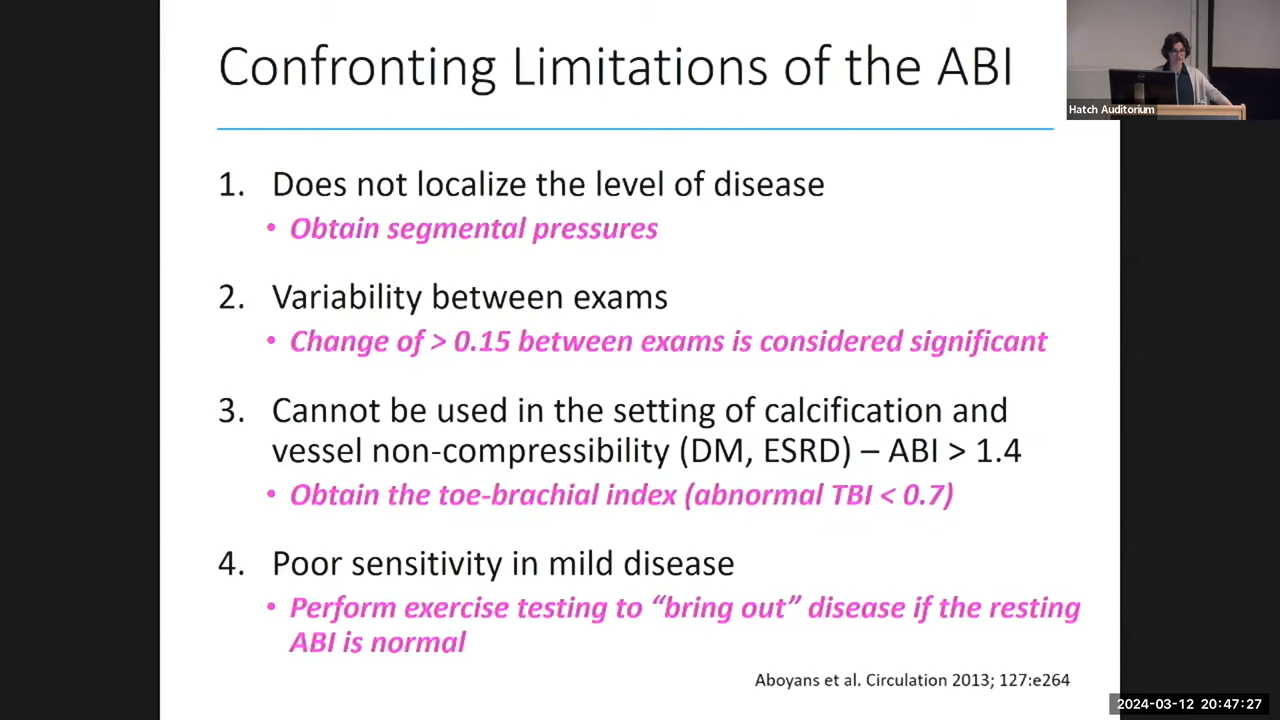 Confronting Limitations of the ABI
Hatch Auditorium
1. Does not localize the level of disease
• Obtain segmental pressures
2. Variability between exams
• Change of > 0.15 between exams is considered significant
3. Cannot be used in the setting of calcification and
vessel non-compressibility (DM, ESRD) – ABI > 1.4
• Obtain the toe-brachial index (abnormal TBI < 0.7)
4. Poor sensitivity in mild disease
• Perform exercise testing to “bring out” disease if the resting
ABI is normal
Aboyans et al. Circulation 2013; 127:e264
2024-03-12 20:47:27